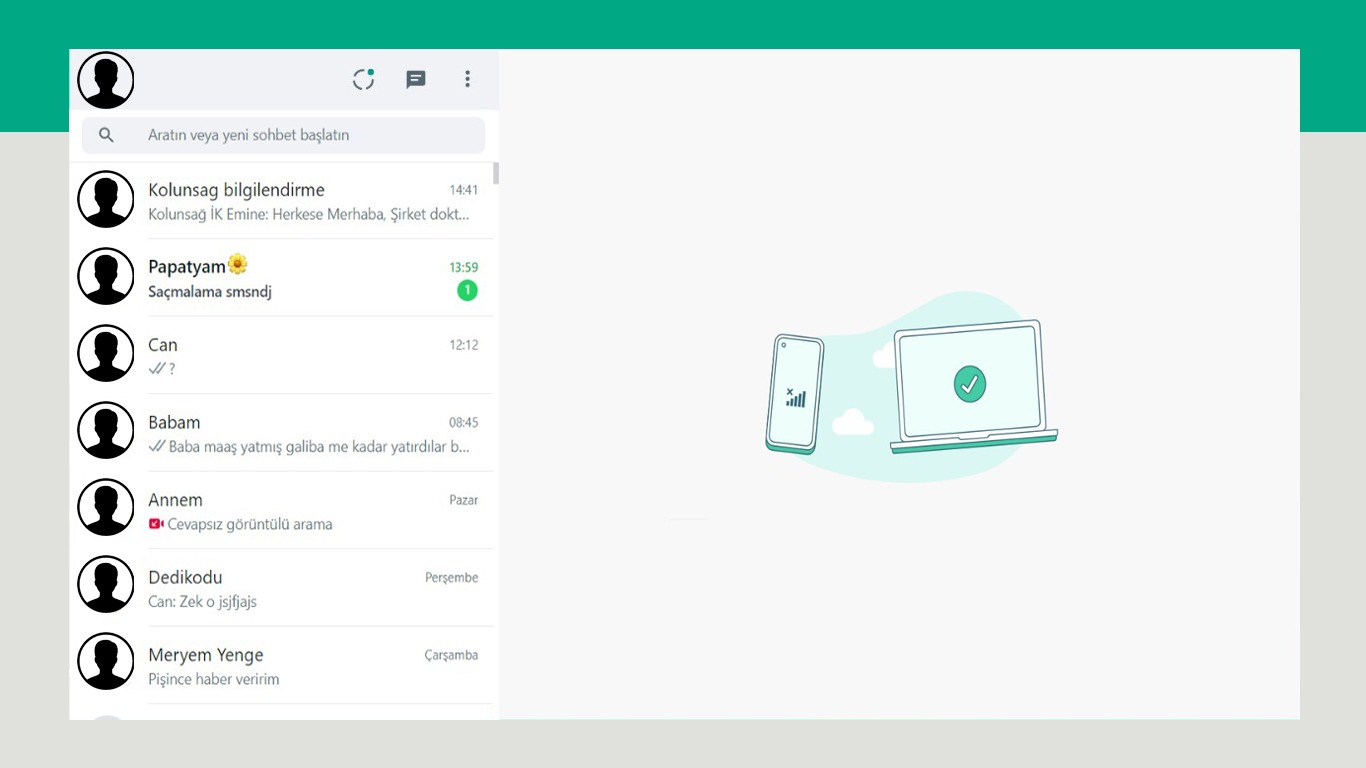 Aratın veya yeni sohbet başlatın
Kolunsag bilgilendirme 14:41
Kolunsağ İK Emine: Herkese Merhaba, Şirket dokt...
Papatyam🌼 13:59
Saçmalama smsndj 1
Can 12:12
?
Babam 08:45
Baba maaş yatmış galiba me kadar yatırdılar b...
Annem Pazar
Cevapsız görüntülü arama
Dedikodu Perşembe
Can: Zek o jsjfjajs
Meryem Yenge Çarşamba
Pişince haber veririm